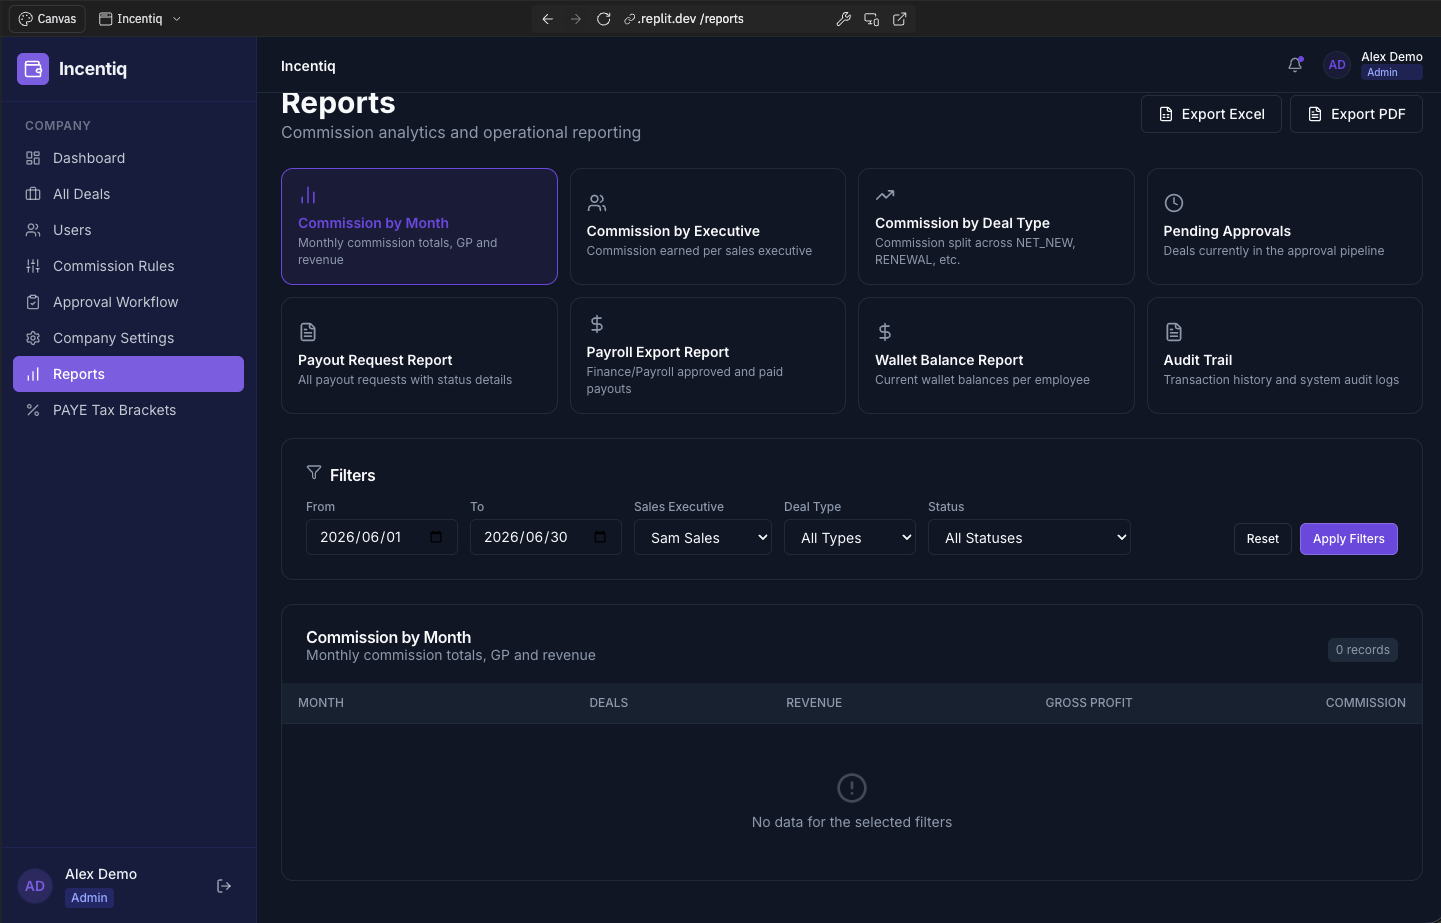 Canvas
Incentiq
.replit.dev /reports
Incentiq
Incentiq
Alex Demo
AD
Admin
COMPANY
Dashboard
All Deals
Users
Commission Rules
Approval Workflow
Company Settings
Reports
PAYE Tax Brackets
Reports
Commission analytics and operational reporting
Export Excel
Export PDF
Commission by Month
Monthly commission totals, GP and
revenue
Commission by Executive
Commission earned per sales executive
Commission by Deal Type
Commission split across NET_NEW,
RENEWAL, etc.
Pending Approvals
Deals currently in the approval pipeline
Payout Request Report
All payout requests with status details
Payroll Export Report
Finance/Payroll approved and paid
payouts
Wallet Balance Report
Current wallet balances per employee
Audit Trail
Transaction history and system audit logs
Filters
From
To
Sales Executive
Deal Type
Status
2026/06/01
2026/06/30
Sam Sales
All Types
All Statuses
Reset
Apply Filters
Commission by Month
Monthly commission totals, GP and revenue
0 records
MONTH
DEALS
REVENUE
GROSS PROFIT
COMMISSION
No data for the selected filters
AD
Alex Demo
Admin